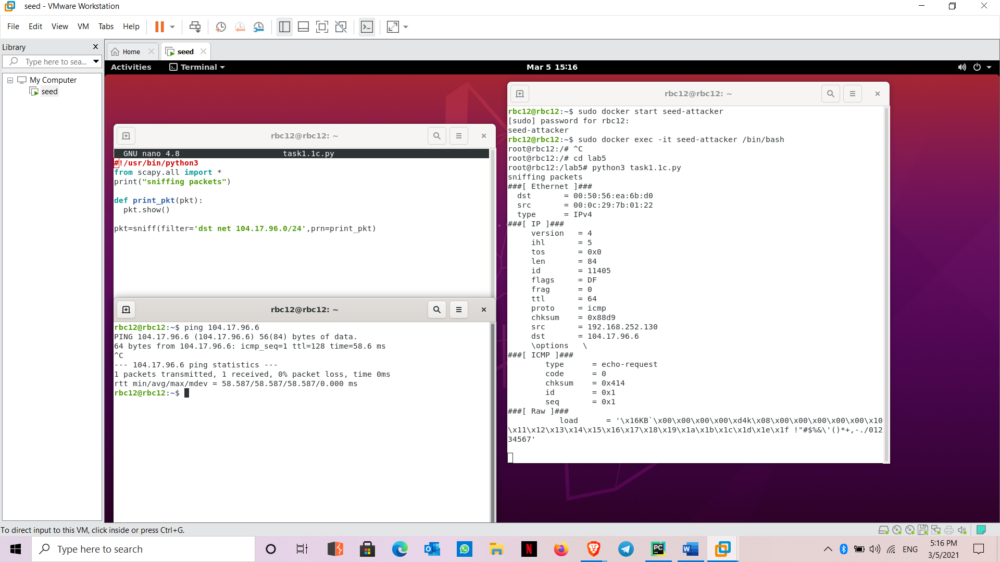 seed - VMware Workstation
File Edit View VM Tabs Help
Library
Type here to sea...
My Computer
seed
Home
seed
Activities
Terminal
Mar 5 15:16
rbc12@rbc12: ~
GNU nano 4.8 task1.1c.py
#!/usr/bin/python3
from scapy.all import *
print("sniffing packets")
def print_pkt(pkt):
  pkt.show()
pkt=sniff(filter='dst net 104.17.96.0/24',prn=print_pkt)
rbc12@rbc12: ~
rbc12@rbc12:~$ ping 104.17.96.6
PING 104.17.96.6 (104.17.96.6) 56(84) bytes of data.
64 bytes from 104.17.96.6: icmp_seq=1 ttl=128 time=58.6 ms
^C
--- 104.17.96.6 ping statistics ---
1 packets transmitted, 1 received, 0% packet loss, time 0ms
rtt min/avg/max/mdev = 58.587/58.587/58.587/0.000 ms
rbc12@rbc12:~$
rbc12@rbc12: ~
rbc12@rbc12:~$ sudo docker start seed-attacker
[sudo] password for rbc12:
seed-attacker
rbc12@rbc12:~$ sudo docker exec -it seed-attacker /bin/bash
root@rbc12:/# ^C
root@rbc12:/# cd lab5
root@rbc12:/lab5# python3 task1.1c.py
sniffing packets
###[ Ethernet ]###
  dst       = 00:50:56:ea:6b:d0
  src       = 00:0c:29:7b:01:22
  type      = IPv4
###[ IP ]###
     version   = 4
     ihl       = 5
     tos       = 0x0
     len       = 84
     id        = 11405
     flags     = DF
     frag      = 0
     ttl       = 64
     proto     = icmp
     chksum    = 0x88d9
     src       = 192.168.252.130
     dst       = 104.17.96.6
     \options   \
###[ ICMP ]###
        type      = echo-request
        code      = 0
        chksum    = 0x414
        id        = 0x1
        seq       = 0x1
###[ Raw ]###
           load      = '\x16KB`\x00\x00\x00\x00\xd4k\x08\x00\x00\x00\x00\x00\x10
\x11\x12\x13\x14\x15\x16\x17\x18\x19\x1a\x1b\x1c\x1d\x1e\x1f !"#$%&\'()*+,-./012
34567'
To direct input to this VM, click inside or press Ctrl+G.
Type here to search
ENG
5:16 PM
3/5/2021